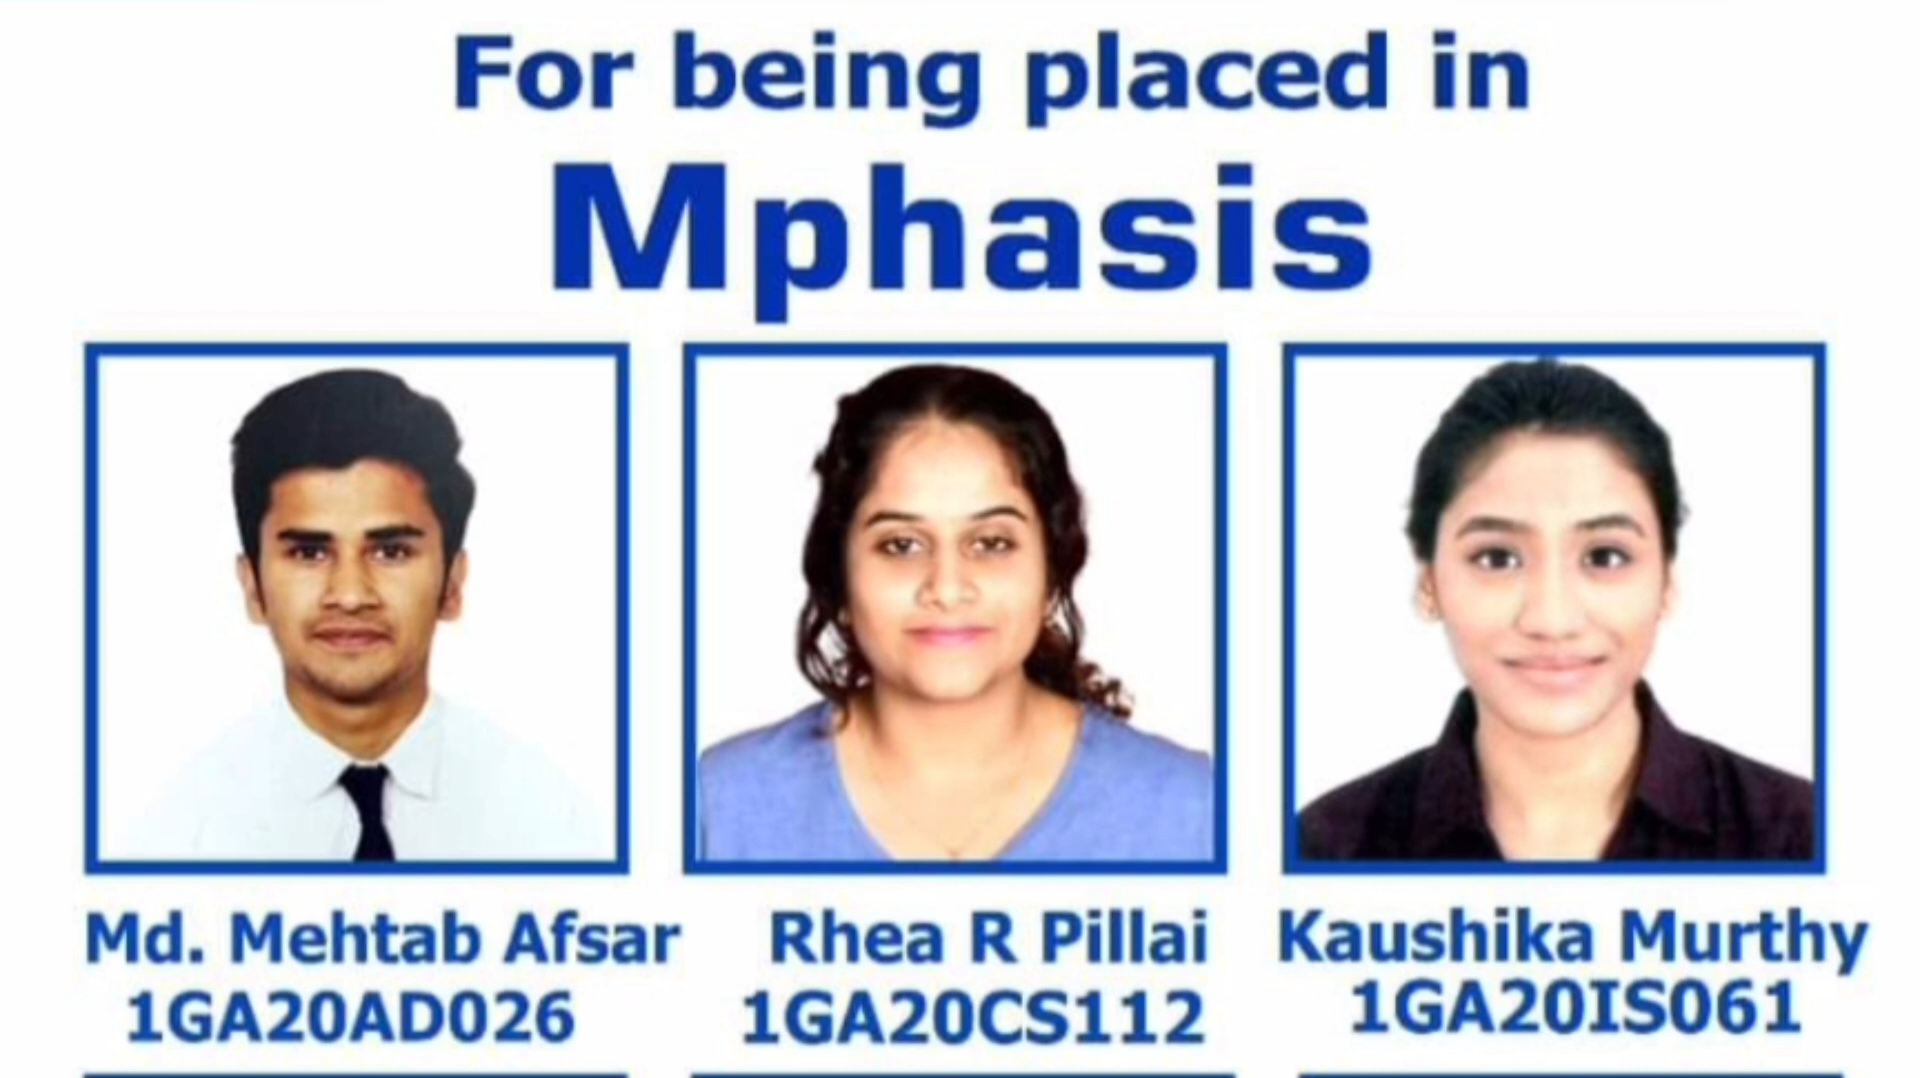 For being placed in
Mphasis
Md. Mehtab Afsar
Rhea R Pillai
Kaushika Murthy
1GA20AD026
1GA20CS112
1GA20IS061